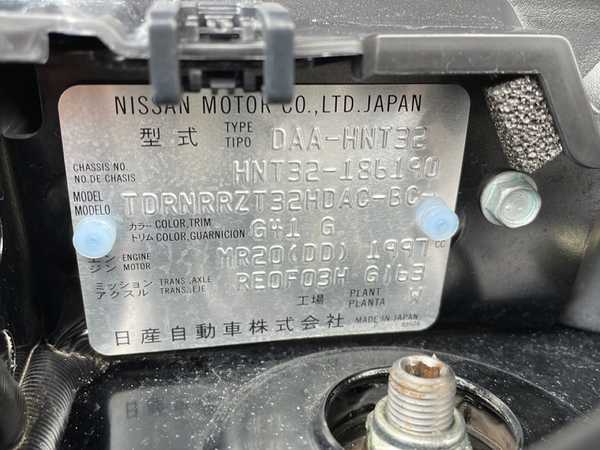 NISSAN MOTOR CO.,LTD.JAPAN
型式 TYPE TIPO DAA-HNT32
CHASSIS NO. NO.DE CHASIS HNT32-186190
MODEL MODELO TDRNRRZT32HDAC-BC-
カラー COLOR,TRIM トリム COLOR,GUARNICION G41 G
エンジン ENGINE MOTOR MR20(DD) 1997 CC
ミッション アクスル TRANS.,AXLE TRANS.,EJE RE0F03H G163
工場 PLANT PLANTA W
日産自動車株式会社 MADE IN JAPAN